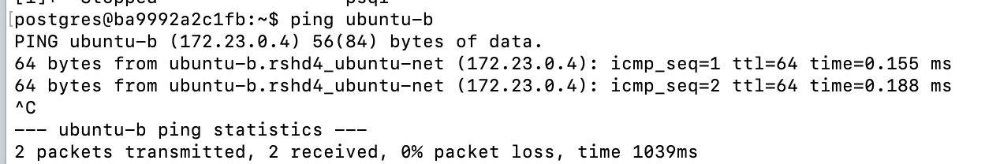 [1]+  Stopped                 psql
[postgres@ba9992a2c1fb:~$ ping ubuntu-b
PING ubuntu-b (172.23.0.4) 56(84) bytes of data.
64 bytes from ubuntu-b.rshd4_ubuntu-net (172.23.0.4): icmp_seq=1 ttl=64 time=0.155 ms
64 bytes from ubuntu-b.rshd4_ubuntu-net (172.23.0.4): icmp_seq=2 ttl=64 time=0.188 ms
^C
--- ubuntu-b ping statistics ---
2 packets transmitted, 2 received, 0% packet loss, time 1039ms